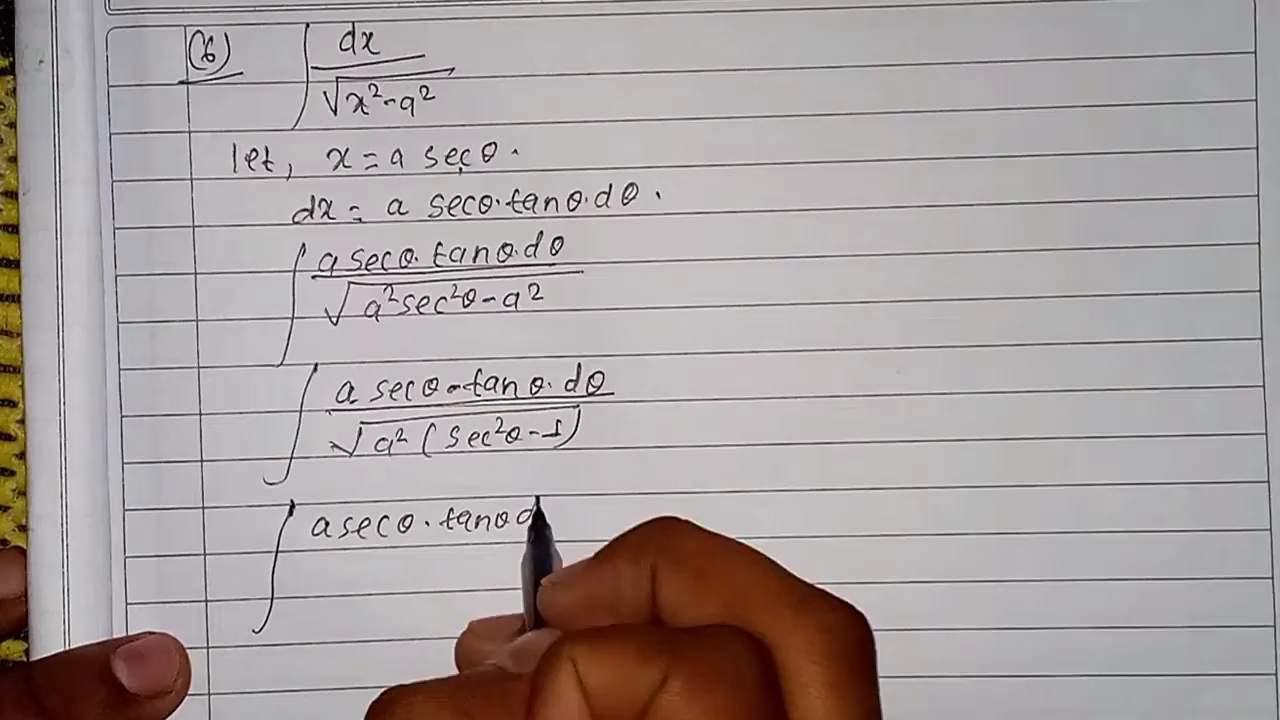 (6) ∫ dx / √x²-a²
let, x = a secθ.
dx = a secθ.tanθ.dθ.
∫ a secθ.tanθ.dθ / √a²sec²θ-a²
∫ a secθ.tanθ.dθ / √a²(sec²θ-1)
∫ a secθ.tanθ d